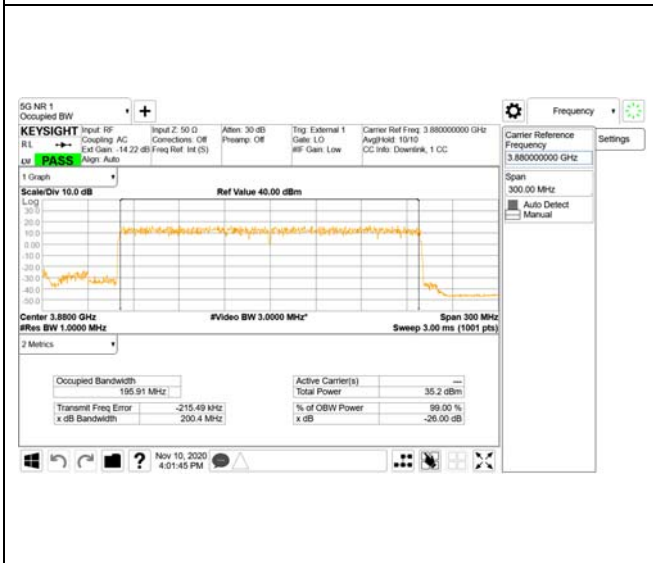 5G NR 1
Occupied BW
+
Frequency
KEYSIGHT Input: RF Input Z: 50 Ω Atten: 30 dB Trig: External 1 Carrier Ref Freq: 3.880000000 GHz
RL Coupling: AC Corrections: Off Preamp: Off Gate: LO Avg|Hold: 10/10
Ext Gain: -14.22 dB Freq Ref: Int (S) #IF Gain: Low CC Info: Downlink, 1 CC
PASS Align: Auto
Carrier Reference Frequency
3.880000000 GHz
Settings
Span
300.00 MHz
Auto Detect
Manual
1 Graph
Scale/Div 10.0 dB Ref Value 40.00 dBm
Log
30.0
20.0
10.0
0.00
-10.0
-20.0
-30.0
-40.0
-50.0
Center 3.8800 GHz #Video BW 3.0000 MHz* Span 300 MHz
#Res BW 1.0000 MHz Sweep 3.00 ms (1001 pts)
2 Metrics
Occupied Bandwidth
195.91 MHz
Active Carrier(s) ---
Total Power 35.2 dBm
Transmit Freq Error -215.49 kHz
x dB Bandwidth 200.4 MHz
% of OBW Power 99.00 %
x dB -26.00 dB
? Nov 10, 2020
4:01:45 PM